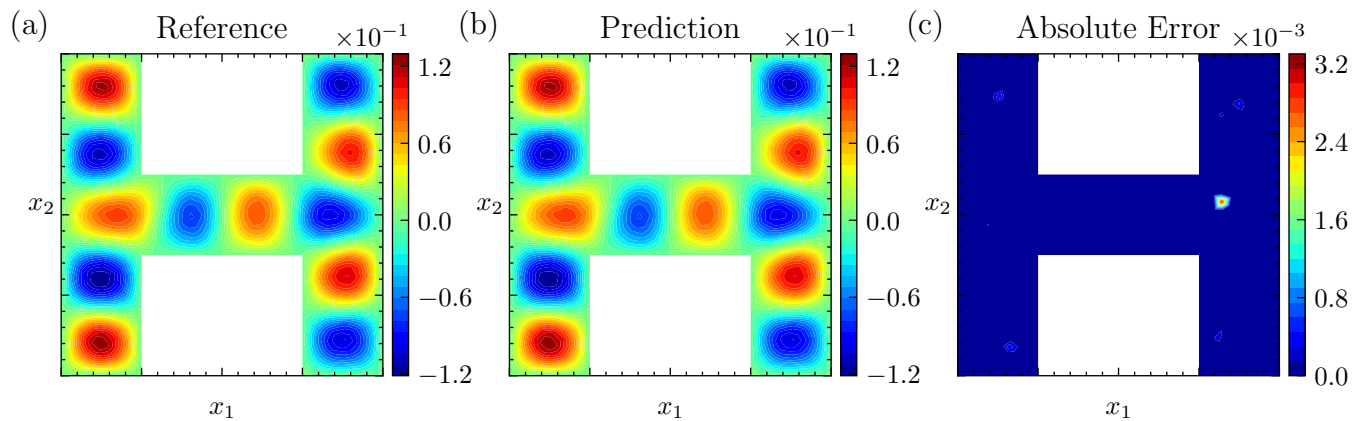 (a) Reference ×10⁻¹
1.2
0.6
0.0
−0.6
−1.2
x₂
x₁
(b) Prediction ×10⁻¹
1.2
0.6
0.0
−0.6
−1.2
x₂
x₁
(c) Absolute Error ×10⁻³
3.2
2.4
1.6
0.8
0.0
x₂
x₁